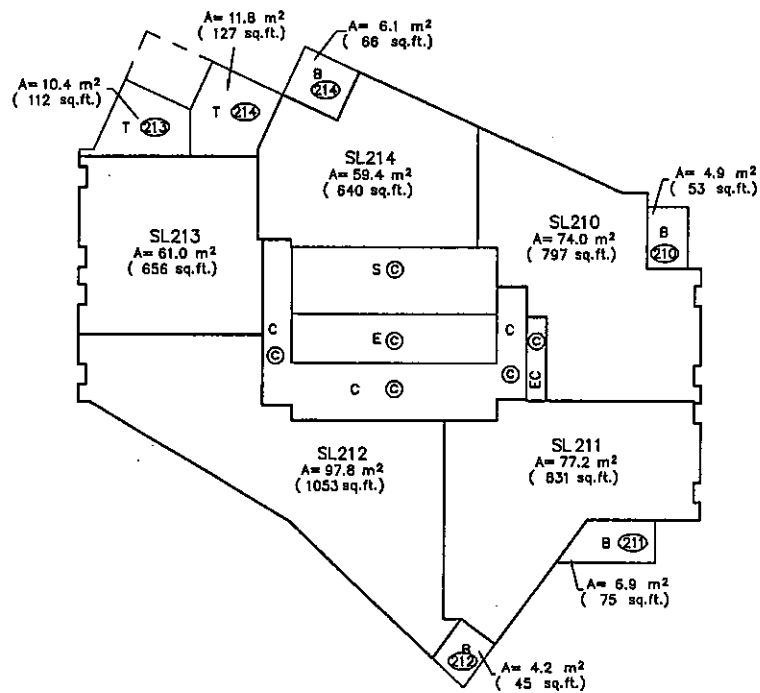 A= 11.8 m²
( 127 sq.ft.)
A= 6.1 m²
( 66 sq.ft.)
A= 10.4 m²
( 112 sq.ft.)
B
214
T 213
T 214
SL214
A= 59.4 m²
( 640 sq.ft.)
A= 4.9 m²
( 53 sq.ft.)
SL213
A= 61.0 m²
( 656 sq.ft.)
SL210
A= 74.0 m²
( 797 sq.ft.)
B
210
S C
C
C
E C
C
C
C
EC
C C
SL212
A= 97.8 m²
( 1053 sq.ft.)
SL211
A= 77.2 m²
( 831 sq.ft.)
B 211
A= 6.9 m²
( 75 sq.ft.)
B
212
A= 4.2 m²
( 45 sq.ft.)